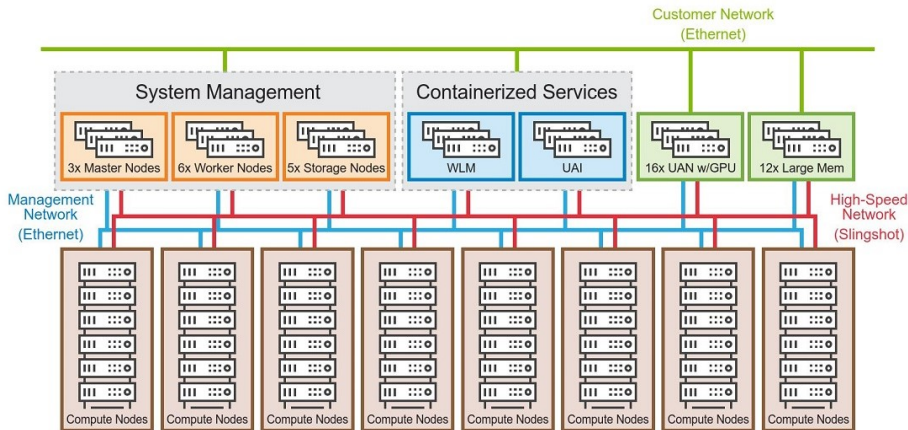 Customer Network
(Ethernet)
System Management
Containerized Services
3x Master Nodes
6x Worker Nodes
5x Storage Nodes
WLM
UAI
16x UAN w/GPU
12x Large Mem
Management
Network
(Ethernet)
High-Speed
Network
(Slingshot)
Compute Nodes
Compute Nodes
Compute Nodes
Compute Nodes
Compute Nodes
Compute Nodes
Compute Nodes
Compute Nodes